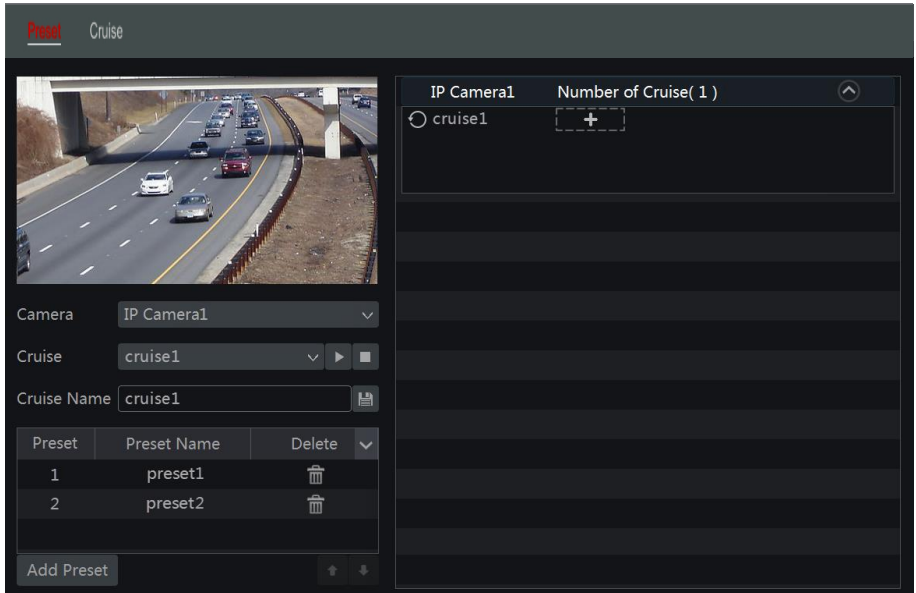 Preset Cruise
IP Camera1 Number of Cruise( 1 )
cruise1
Camera IP Camera1
Cruise cruise1
Cruise Name cruise1
Preset Preset Name Delete
1 preset1
2 preset2
Add Preset